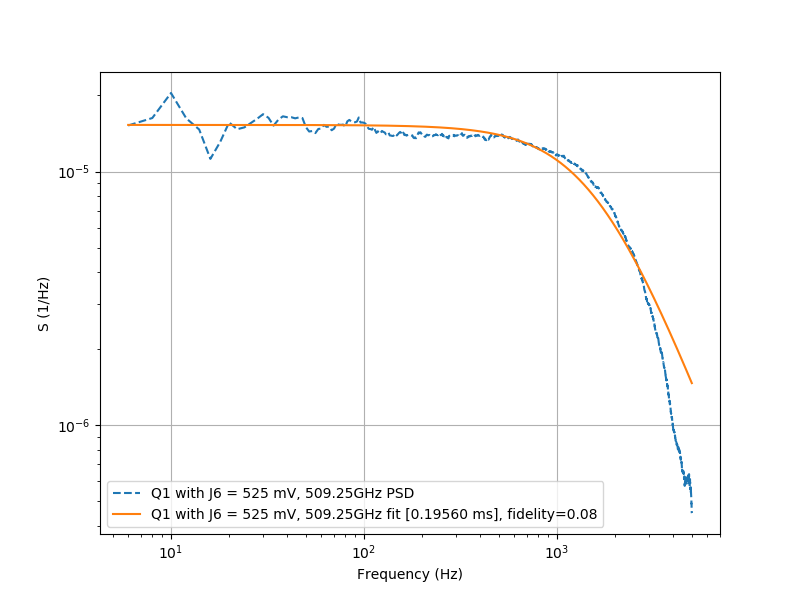 S (1/Hz)
10⁻⁵
10⁻⁶
Q1 with J6 = 525 mV, 509.25GHz PSD
Q1 with J6 = 525 mV, 509.25GHz fit [0.19560 ms], fidelity=0.08
10¹ 10² 10³
Frequency (Hz)